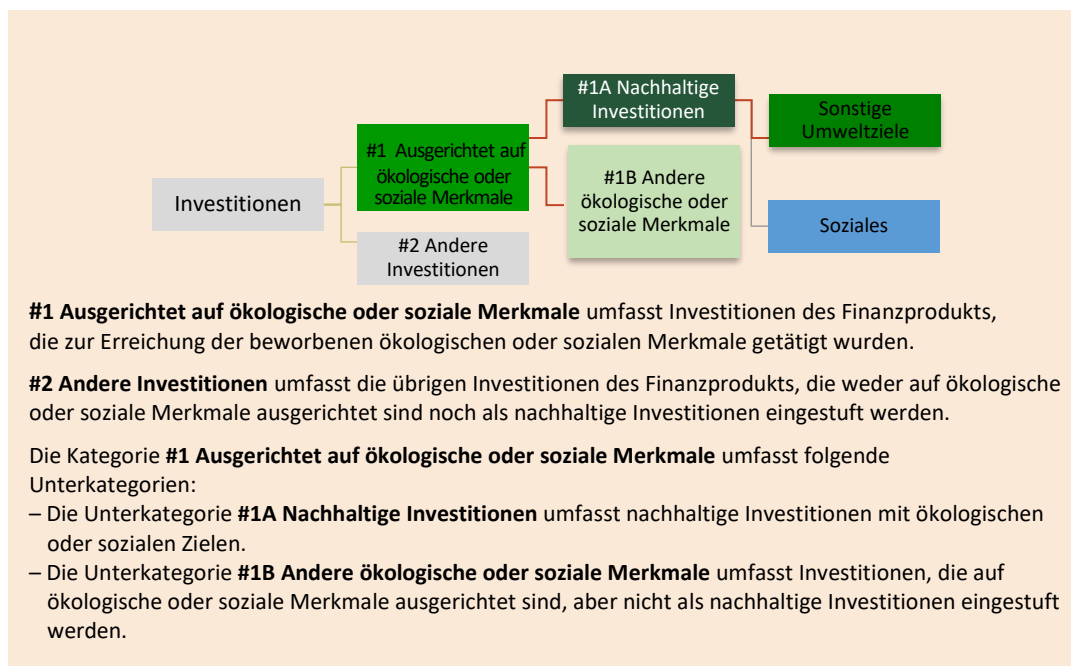 #1A Nachhaltige
Investitionen
Sonstige
Umweltziele
#1 Ausgerichtet auf
ökologische oder
soziale Merkmale
#1B Andere
ökologische oder
soziale Merkmale
Investitionen
Soziales
#2 Andere
Investitionen
#1 Ausgerichtet auf ökologische oder soziale Merkmale umfasst Investitionen des Finanzprodukts,
die zur Erreichung der beworbenen ökologischen oder sozialen Merkmale getätigt wurden.
#2 Andere Investitionen umfasst die übrigen Investitionen des Finanzprodukts, die weder auf ökologische
oder soziale Merkmale ausgerichtet sind noch als nachhaltige Investitionen eingestuft werden.
Die Kategorie #1 Ausgerichtet auf ökologische oder soziale Merkmale umfasst folgende
Unterkategorien:
– Die Unterkategorie #1A Nachhaltige Investitionen umfasst nachhaltige Investitionen mit ökologischen
oder sozialen Zielen.
– Die Unterkategorie #1B Andere ökologische oder soziale Merkmale umfasst Investitionen, die auf
ökologische oder soziale Merkmale ausgerichtet sind, aber nicht als nachhaltige Investitionen eingestuft
werden.